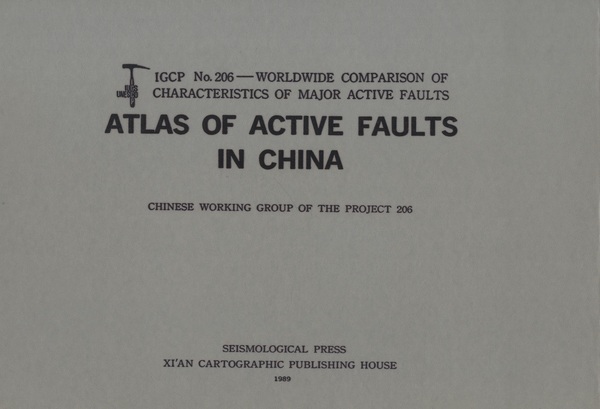 IGCP No. 206 — WORLDWIDE COMPARISON OF
CHARACTERISTICS OF MAJOR ACTIVE FAULTS
ATLAS OF ACTIVE FAULTS
IN CHINA
CHINESE WORKING GROUP OF THE PROJECT 206
SEISMOLOGICAL PRESS
XI'AN CARTOGRAPHIC PUBLISHING HOUSE
1989